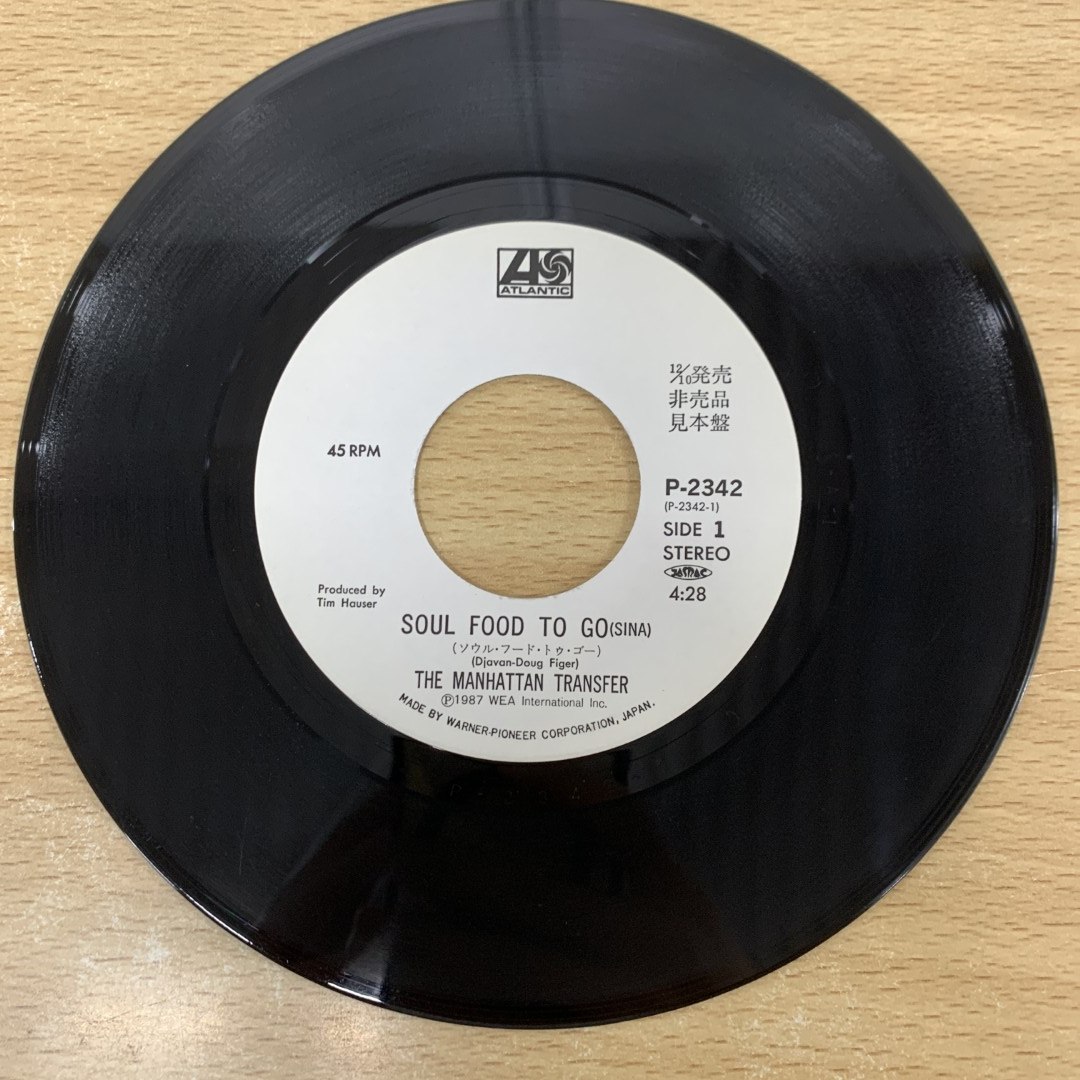 ATLANTIC
12/10発売
非売品
見本盤
45 RPM
P-2342
(P-2342-1)
SIDE 1
STEREO
JASRAC
4:28
Produced by
Tim Hauser
SOUL FOOD TO GO(SINA)
(ソウル・フード・トゥ・ゴー)
(Djavan-Doug Figer)
THE MANHATTAN TRANSFER
Ⓟ1987 WEA International Inc.
MADE BY WARNER-PIONEER CORPORATION, JAPAN.